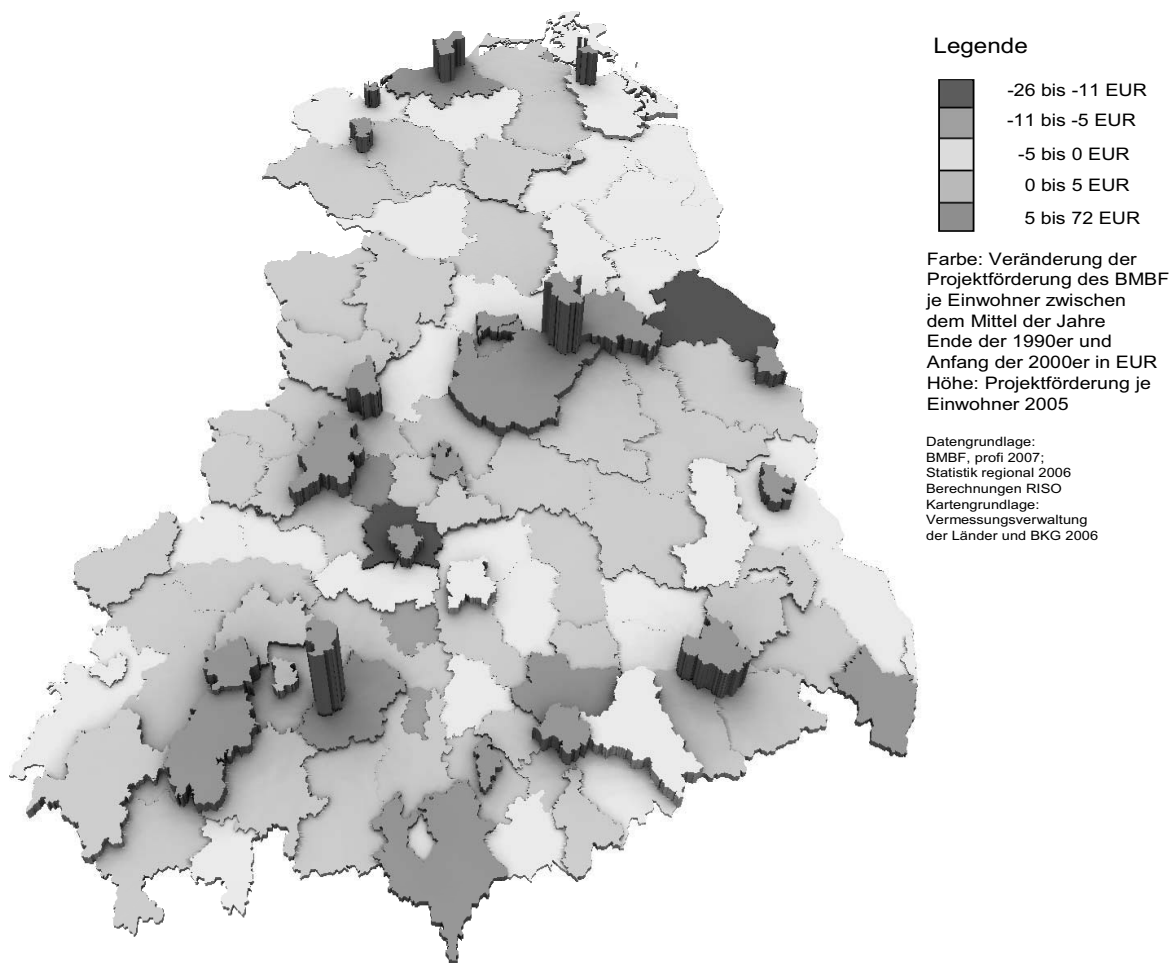 Legende
-26 bis -11 EUR
-11 bis -5 EUR
-5 bis 0 EUR
0 bis 5 EUR
5 bis 72 EUR
Farbe: Veränderung der
Projektförderung des BMBF
je Einwohner zwischen
dem Mittel der Jahre
Ende der 1990er und
Anfang der 2000er in EUR
Höhe: Projektförderung je
Einwohner 2005
Datengrundlage:
BMBF, profi 2007;
Statistik regional 2006
Berechnungen RISO
Kartengrundlage:
Vermessungsverwaltung
der Länder und BKG 2006